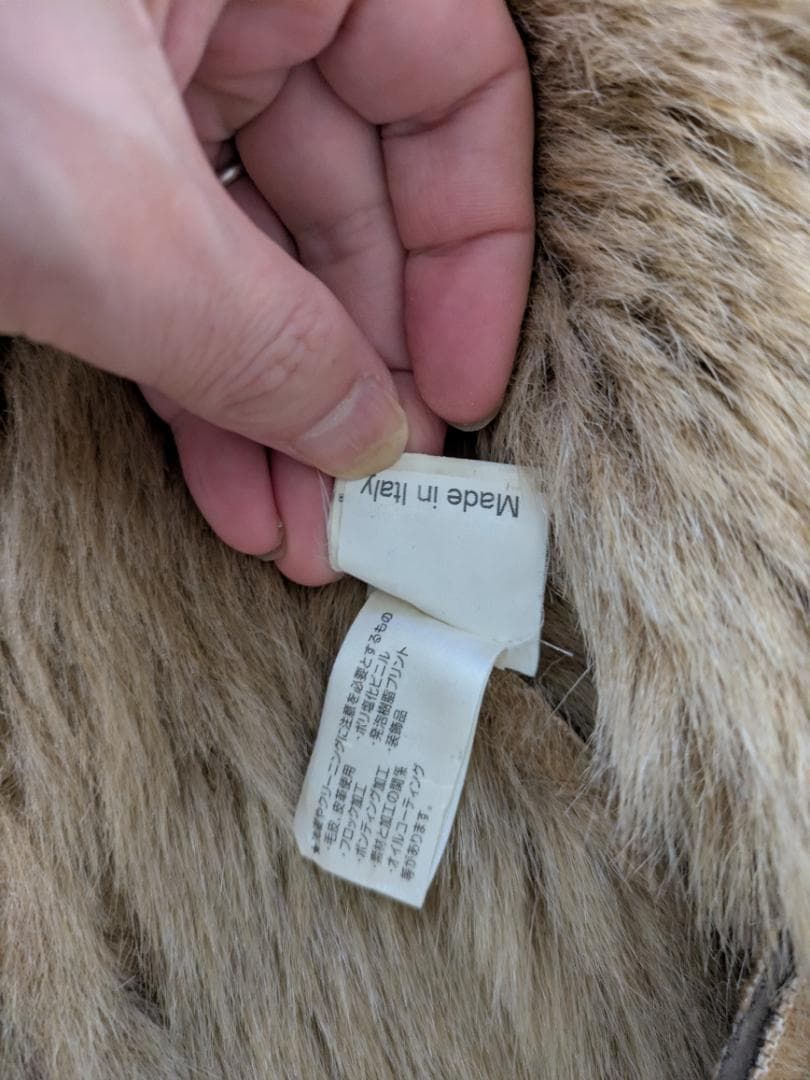 Made in Italy
★洗濯やクリーニングに注意を必要とするもの
・毛皮、皮革使用 ・ポリ塩化ビニル
・フロック加工 ・発泡樹脂プリント
・ボンディング加工 ・装飾品
・素材と加工の関係
・オイルコーティング
等があります。